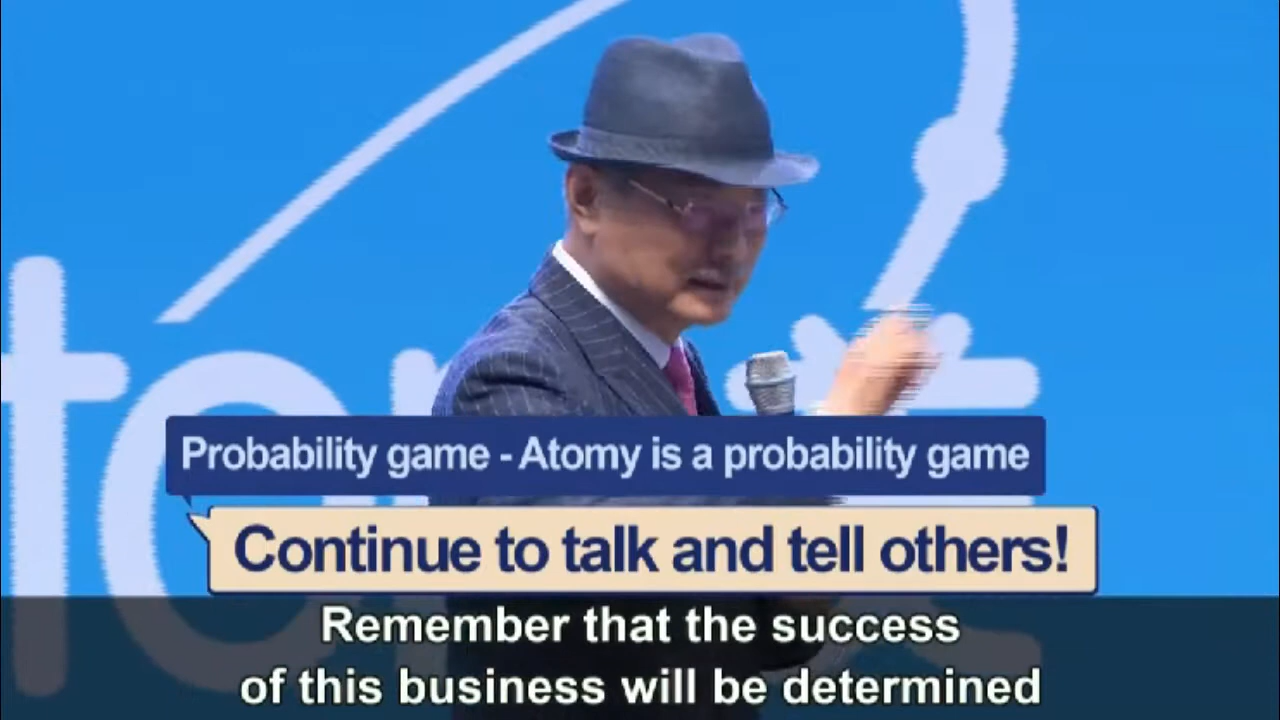 Probability game - Atomy is a probability game
Continue to talk and tell others!
Remember that the success
of this business will be determined